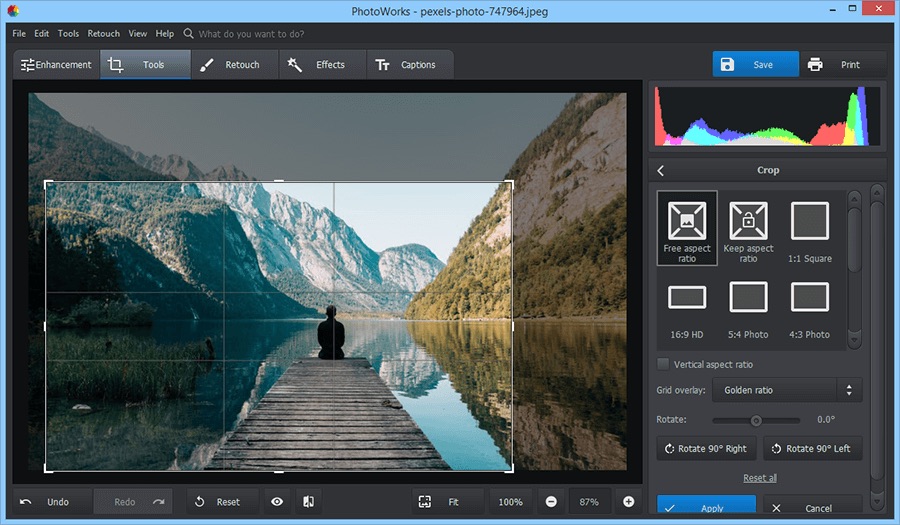 PhotoWorks - pexels-photo-747964.jpeg
File Edit Tools Retouch View Help What do you want to do?
Enhancement Tools Retouch Effects Captions Save Print
Crop
Free aspect
ratio
Keep aspect
ratio
1:1 Square
16:9 HD 5:4 Photo 4:3 Photo
Vertical aspect ratio
Grid overlay: Golden ratio
Rotate: 0.0°
Rotate 90° Right Rotate 90° Left
Reset all
Undo Redo Reset Fit 100% 87% Apply Cancel